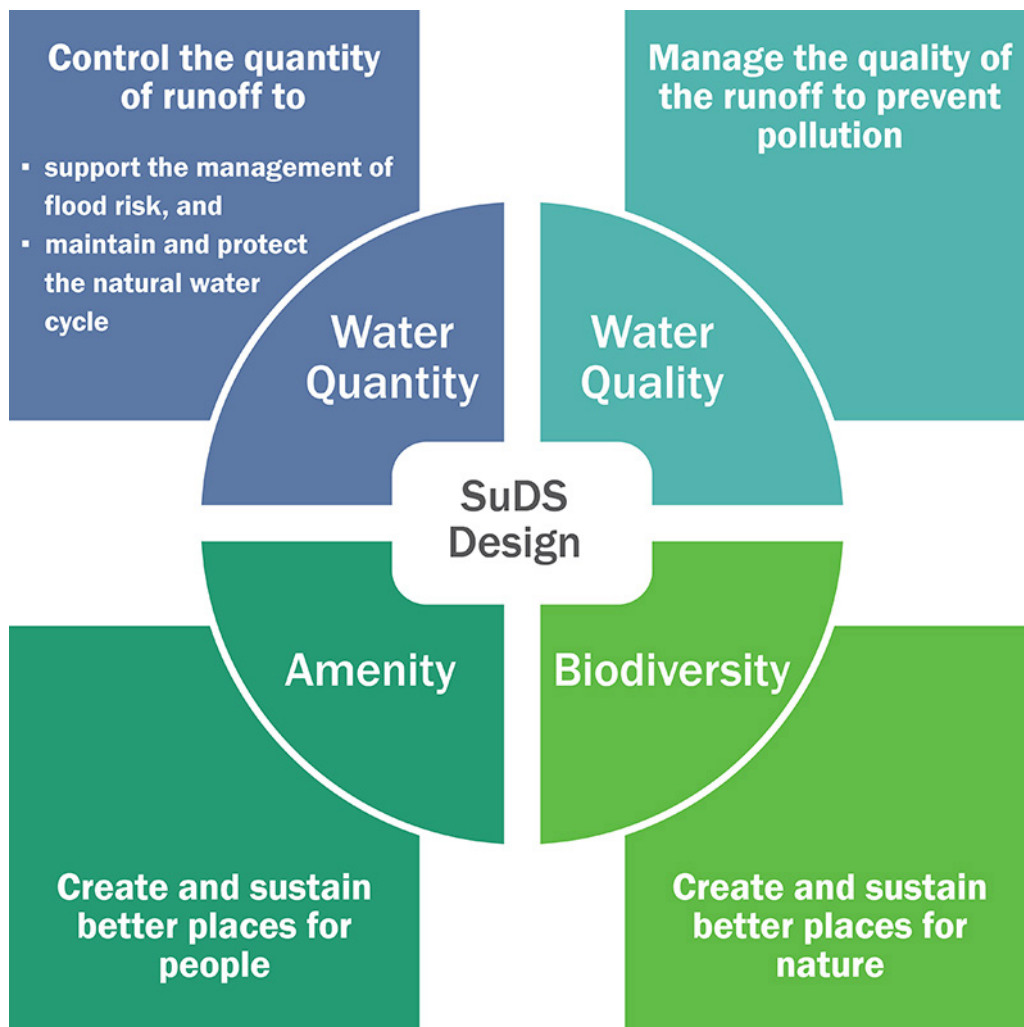 Control the quantity
of runoff to
▪ support the management of
flood risk, and
▪ maintain and protect
the natural water
cycle
Manage the quality of
the runoff to prevent
pollution
Water
Quantity
Water
Quality
SuDS
Design
Amenity
Biodiversity
Create and sustain
better places for
people
Create and sustain
better places for
nature